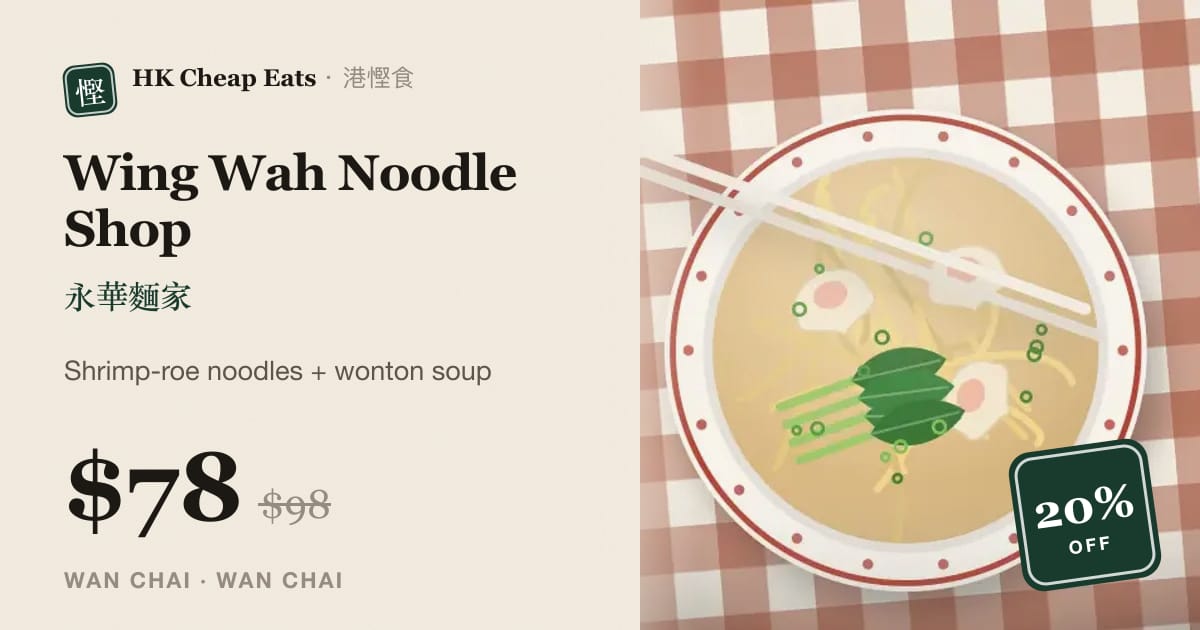 慳
HK Cheap Eats · 港慳食
Wing Wah Noodle
Shop
永華麵家
Shrimp-roe noodles + wonton soup
$78 $98
WAN CHAI · WAN CHAI
20%
OFF